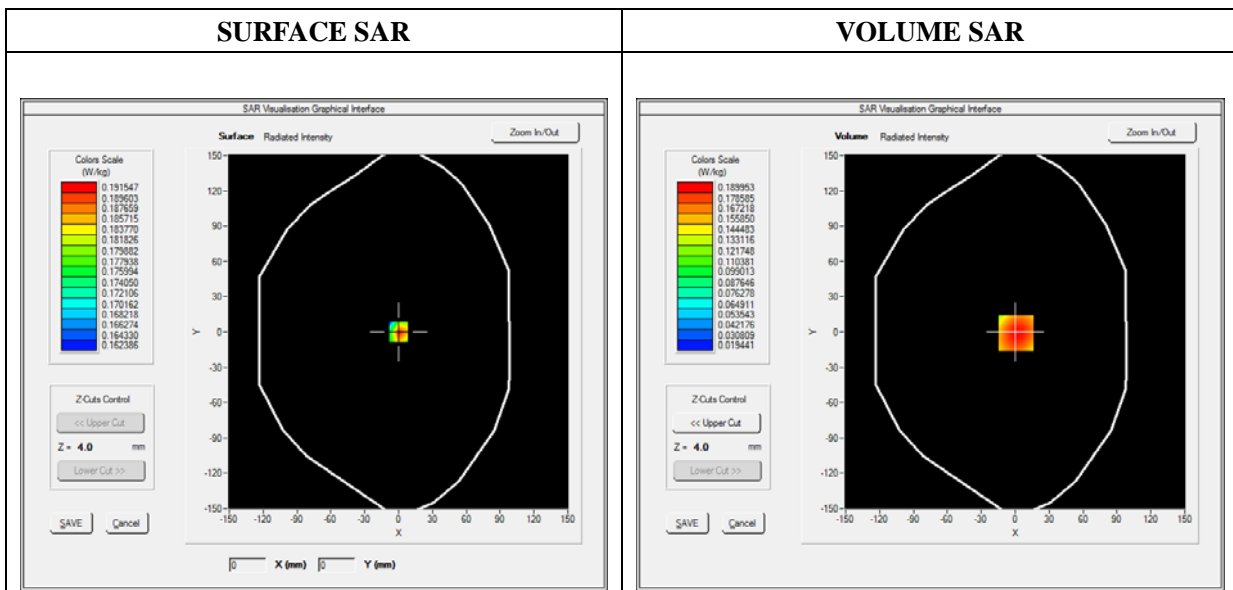 SURFACE SAR
SAR Visualisation Graphical Interface
Surface Radiated Intensity
Zoom In/Out
Colors Scale
(W/kg)
0.191547
0.189603
0.187659
0.185715
0.183770
0.181826
0.179882
0.177938
0.175994
0.174050
0.172106
0.170162
0.168218
0.166274
0.164330
0.162386
Z-Cuts Control
<< Upper Cut
Z = 4.0 mm
Lower Cut >>
SAVE Cancel
150
120
90
60
30
0
-30
-60
-90
-120
-150
Y
-150 -120 -90 -60 -30 0 30 60 90 120 150
X
0 X (mm) 0 Y (mm)
VOLUME SAR
SAR Visualisation Graphical Interface
Volume Radiated Intensity
Zoom In/Out
Colors Scale
(W/kg)
0.189953
0.178585
0.167218
0.155850
0.144483
0.133116
0.121748
0.110381
0.099013
0.087646
0.076278
0.064911
0.053543
0.042176
0.030809
0.019441
Z-Cuts Control
<< Upper Cut
Z = 4.0 mm
Lower Cut >>
SAVE Cancel
150
120
90
60
30
0
-30
-60
-90
-120
-150
Y
-150 -120 -90 -60 -30 0 30 60 90 120 150
X